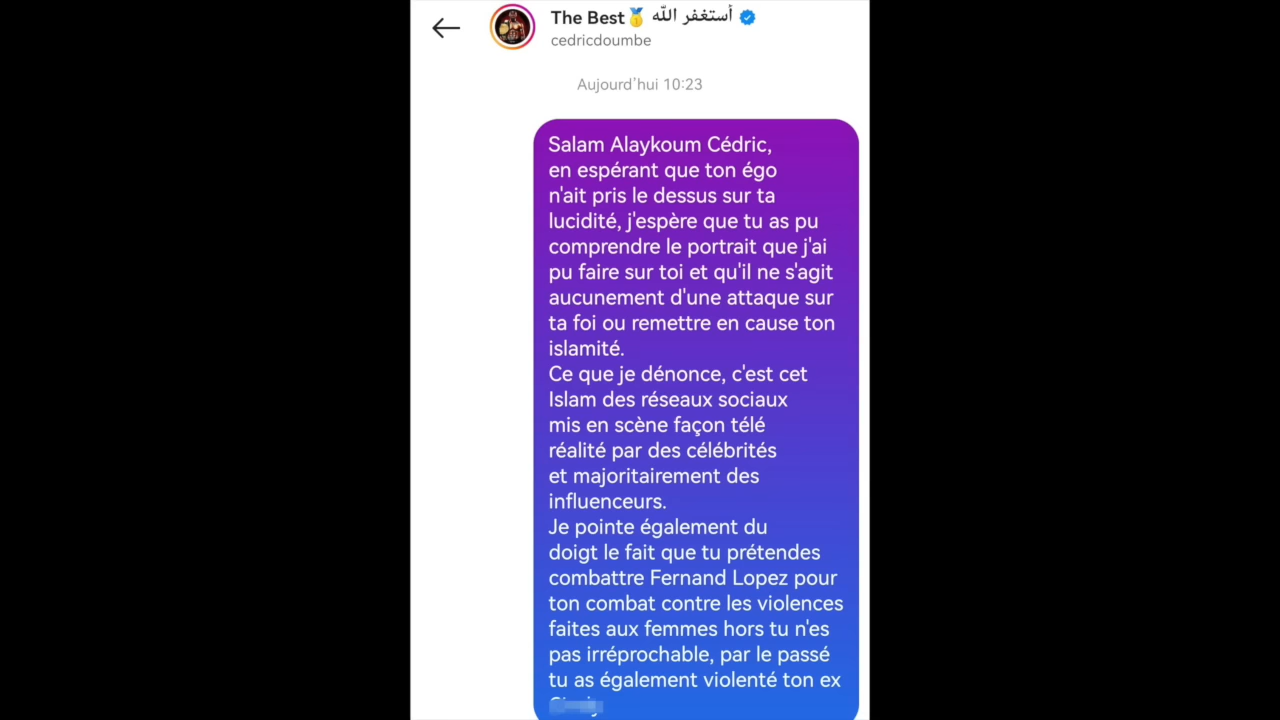 The Best🥇 أستغفر الله
cedricdoumbe
Aujourd'hui 10:23
Salam Alaykoum Cédric,
en espérant que ton égo
n'ait pris le dessus sur ta
lucidité, j'espère que tu as pu
comprendre le portrait que j'ai
pu faire sur toi et qu'il ne s'agit
aucunement d'une attaque sur
ta foi ou remettre en cause ton
islamité.
Ce que je dénonce, c'est cet
Islam des réseaux sociaux
mis en scène façon télé
réalité par des célébrités
et majoritairement des
influenceurs.
Je pointe également du
doigt le fait que tu prétendes
combattre Fernand Lopez pour
ton combat contre les violences
faites aux femmes hors tu n'es
pas irréprochable, par le passé
tu as également violenté ton ex